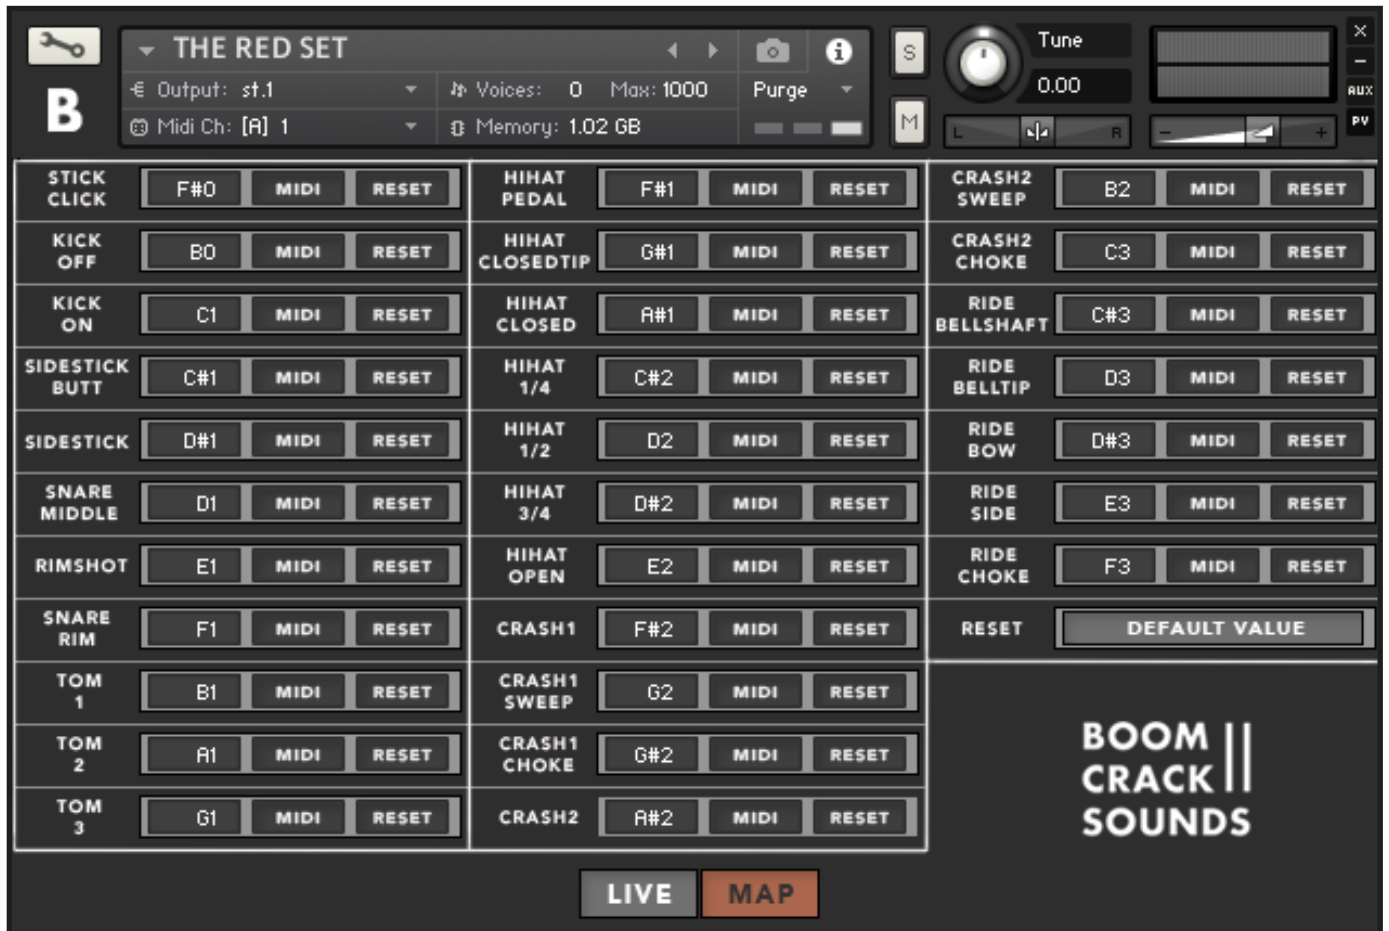 THE RED SET
i
S
Tune
X
B
Output: st.1
Voices: 0 Max: 1000
Purge
0.00
AUX
Midi Ch: [A] 1
Memory: 1.02 GB
M
L
R
-
+
PV
STICK CLICK F#0 MIDI RESET
KICK OFF B0 MIDI RESET
KICK ON C1 MIDI RESET
SIDESTICK BUTT C#1 MIDI RESET
SIDESTICK D#1 MIDI RESET
SNARE MIDDLE D1 MIDI RESET
RIMSHOT E1 MIDI RESET
SNARE RIM F1 MIDI RESET
TOM 1 B1 MIDI RESET
TOM 2 A1 MIDI RESET
TOM 3 G1 MIDI RESET
HIHAT PEDAL F#1 MIDI RESET
HIHAT CLOSEDTIP G#1 MIDI RESET
HIHAT CLOSED A#1 MIDI RESET
HIHAT 1/4 C#2 MIDI RESET
HIHAT 1/2 D2 MIDI RESET
HIHAT 3/4 D#2 MIDI RESET
HIHAT OPEN E2 MIDI RESET
CRASH1 F#2 MIDI RESET
CRASH1 SWEEP G2 MIDI RESET
CRASH1 CHOKE G#2 MIDI RESET
CRASH2 A#2 MIDI RESET
CRASH2 SWEEP B2 MIDI RESET
CRASH2 CHOKE C3 MIDI RESET
RIDE BELLSHAFT C#3 MIDI RESET
RIDE BELLTIP D3 MIDI RESET
RIDE BOW D#3 MIDI RESET
RIDE SIDE E3 MIDI RESET
RIDE CHOKE F3 MIDI RESET
RESET DEFAULT VALUE
BOOM
CRACK
SOUNDS
LIVE MAP